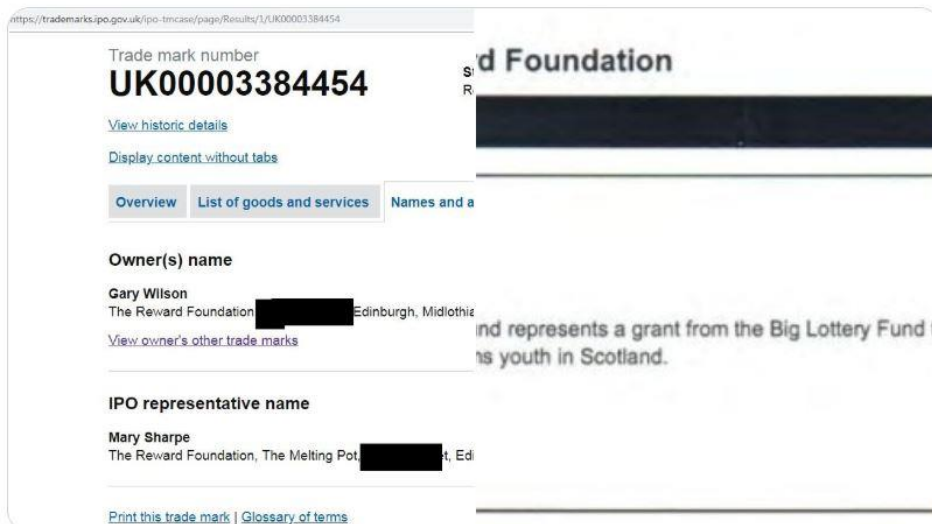 https://trademarks.ipo.gov.uk/ipo-tmcase/page/Results/1/UK00003384454
Trade mark number
UK00003384454
View historic details
Display content without tabs
Overview
List of goods and services
Names and a
Owner(s) name
Gary Wilson
The Reward Foundation, Edinburgh, Midlothia
View owner's other trade marks
IPO representative name
Mary Sharpe
The Reward Foundation, The Melting Pot, t, Edi
Print this trade mark | Glossary of terms
d Foundation
nd represents a grant from the Big Lottery Fund
ns youth in Scotland.